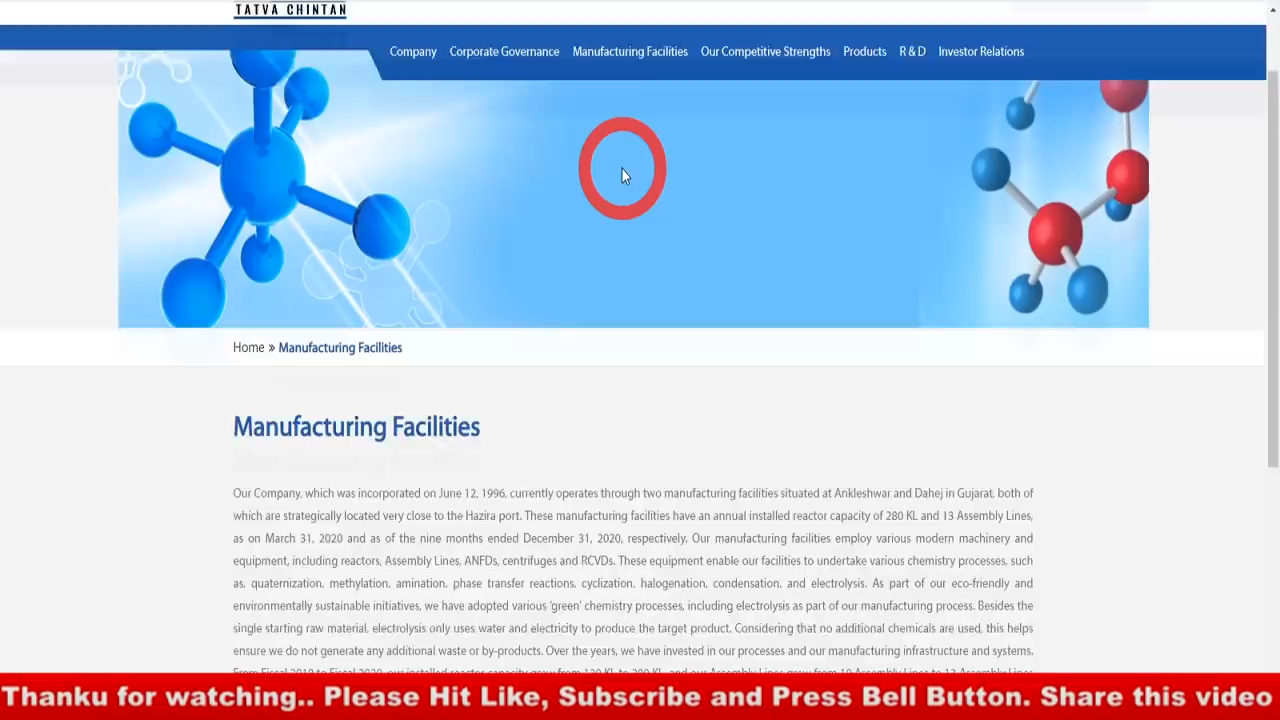 TATVA CHINTAN
Company Corporate Governance Manufacturing Facilities Our Competitive Strengths Products R & D Investor Relations
Home » Manufacturing Facilities
Manufacturing Facilities
Our Company, which was incorporated on June 12, 1996, currently operates through two manufacturing facilities situated at Ankleshwar and Dahej in Gujarat, both of
which are strategically located very close to the Hazira port. These manufacturing facilities have an annual installed reactor capacity of 280 KL and 13 Assembly Lines,
as on March 31, 2020 and as of the nine months ended December 31, 2020, respectively. Our manufacturing facilities employ various modern machinery and
equipment, including reactors, Assembly Lines, ANFDs, centrifuges and RCVDs. These equipment enable our facilities to undertake various chemistry processes, such
as, quaternization, methylation, amination, phase transfer reactions, cyclization, halogenation, condensation, and electrolysis. As part of our eco-friendly and
environmentally sustainable initiatives, we have adopted various ‘green’ chemistry processes, including electrolysis as part of our manufacturing process. Besides the
single starting raw material, electrolysis only uses water and electricity to produce the target product. Considering that no additional chemicals are used, this helps
ensure we do not generate any additional waste or by-products. Over the years, we have invested in our processes and our manufacturing infrastructure and systems.
Thanku for watching.. Please Hit Like, Subscribe and Press Bell Button. Share this video